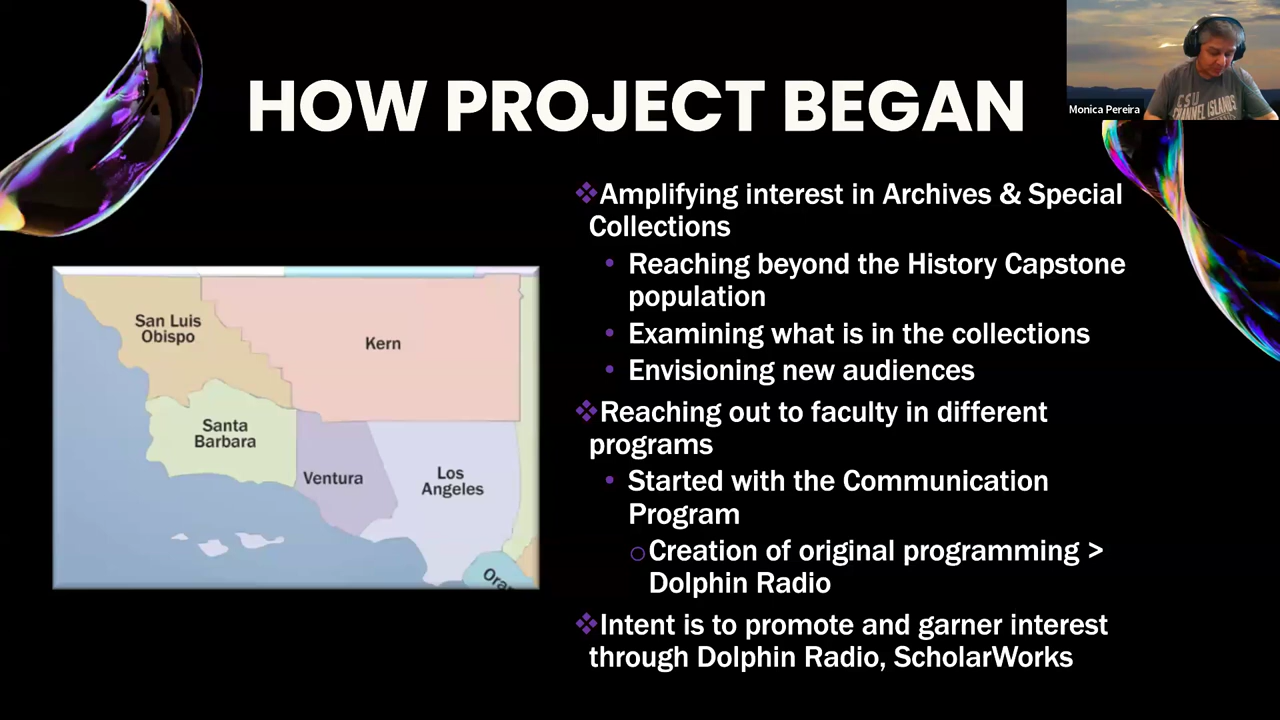 HOW PROJECT BEGAN
Monica Pereira
CSU
CHANNEL ISLANDS
❖Amplifying interest in Archives & Special
Collections
• Reaching beyond the History Capstone
population
• Examining what is in the collections
• Envisioning new audiences
❖Reaching out to faculty in different
programs
• Started with the Communication
Program
○Creation of original programming >
Dolphin Radio
❖Intent is to promote and garner interest
through Dolphin Radio, ScholarWorks
San Luis
Obispo
Kern
Santa
Barbara
Ventura
Los
Angeles